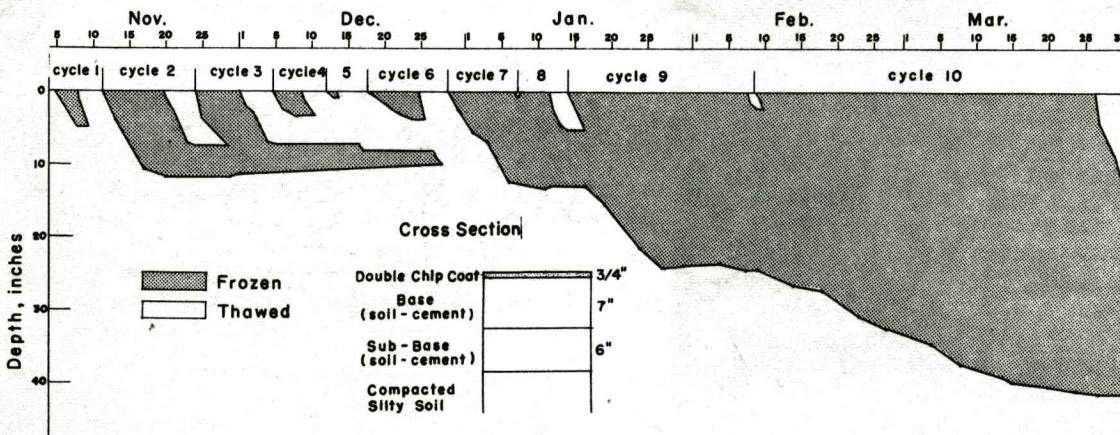 Nov. Dec. Jan. Feb. Mar.
5 10 15 20 25 1 5 10 15 20 25 1 5 10 15 20 25 1 5 10 15 20 25 1 5 10 15 20 25
cycle 1 cycle 2 cycle 3 cycle4 5 cycle 6 cycle 7 8 cycle 9 cycle 10
0
10
20
30
40
Depth, inches
Frozen
Thawed
Cross Section
Double Chip Coat 3/4"
Base 7"
(soil-cement)
Sub-Base 6"
(soil-cement)
Compacted
Silty Soil